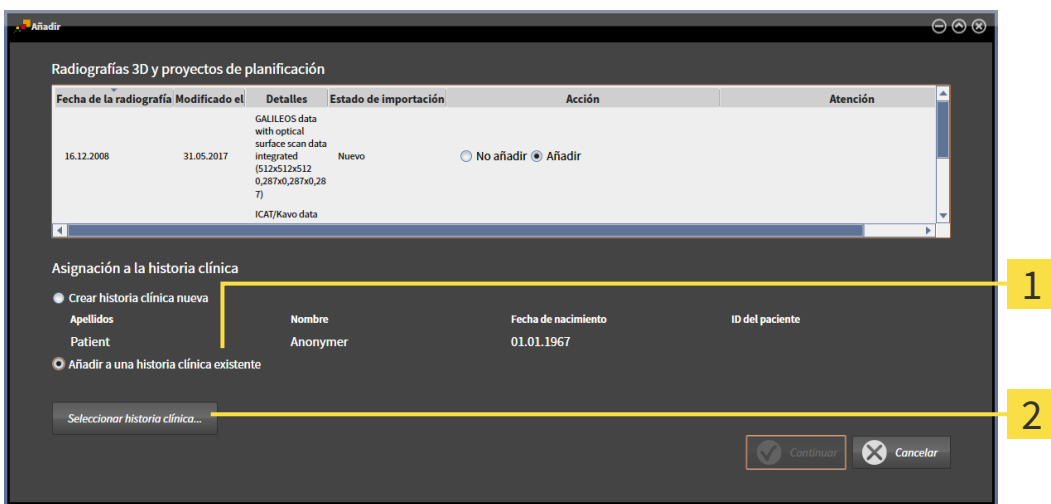 Añadir
Radiografías 3D y proyectos de planificación
Fecha de la radiografía Modificado el Detalles Estado de importación Acción Atención
GALILEOS data
with optical
surface scan data
16.12.2008 31.05.2017 integrated Nuevo No añadir Añadir
(512x512x512
0,287x0,287x0,28
7)
ICAT/Kavo data
Asignación a la historia clínica
1
Crear historia clínica nueva
Apellidos Nombre Fecha de nacimiento ID del paciente
Patient Anonymer 01.01.1967
Añadir a una historia clínica existente
Seleccionar historia clínica...
2
Continuar Cancelar